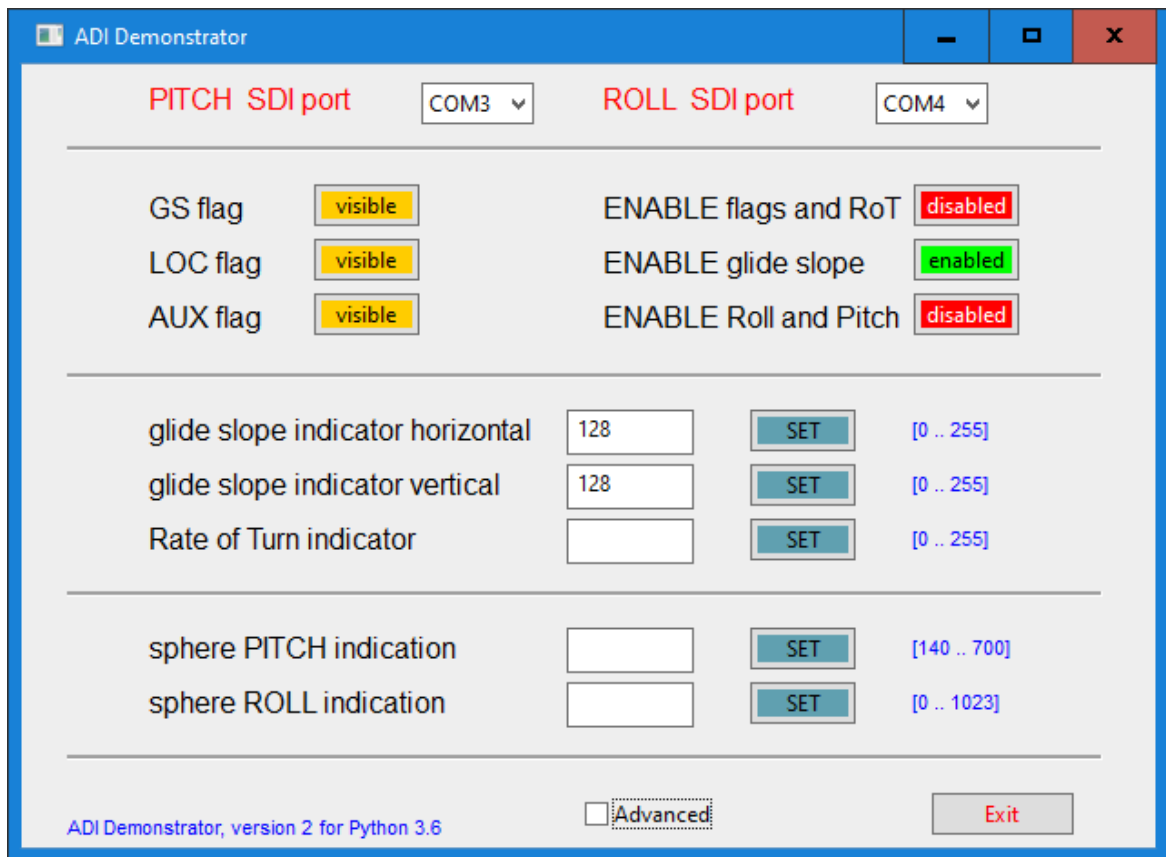 ADI Demonstrator
PITCH SDI port COM3 ROLL SDI port COM4
GS flag visible ENABLE flags and RoT disabled
LOC flag visible ENABLE glide slope enabled
AUX flag visible ENABLE Roll and Pitch disabled
glide slope indicator horizontal 128 SET [0 .. 255]
glide slope indicator vertical 128 SET [0 .. 255]
Rate of Turn indicator SET [0 .. 255]
sphere PITCH indication SET [140 .. 700]
sphere ROLL indication SET [0 .. 1023]
ADI Demonstrator, version 2 for Python 3.6 Advanced Exit